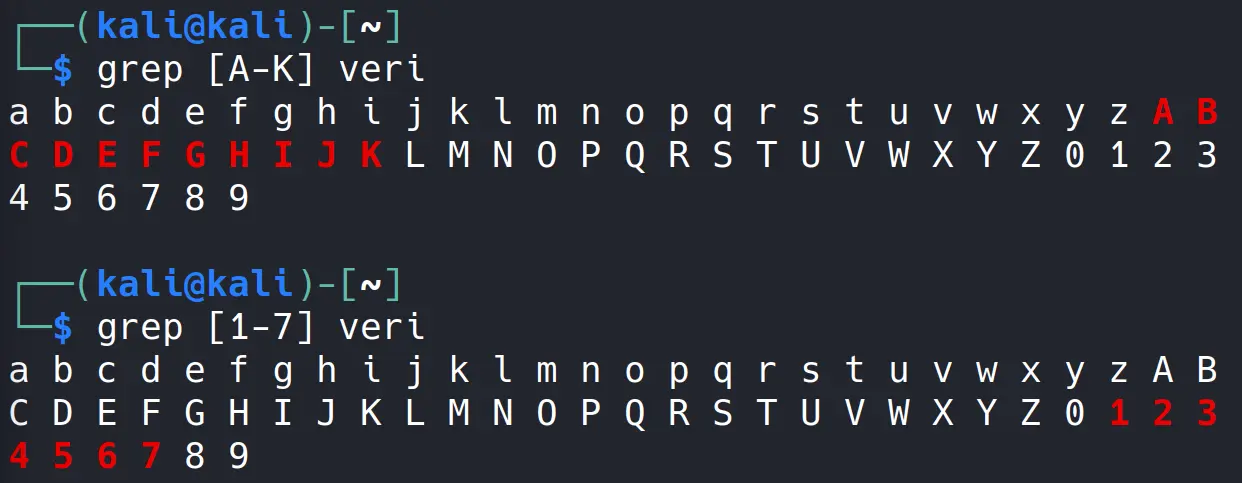 ┌──(kali@kali)-[~]
└─$ grep [A-K] veri
a b c d e f g h i j k l m n o p q r s t u v w x y z A B
C D E F G H I J K L M N O P Q R S T U V W X Y Z 0 1 2 3
4 5 6 7 8 9
┌──(kali@kali)-[~]
└─$ grep [1-7] veri
a b c d e f g h i j k l m n o p q r s t u v w x y z A B
C D E F G H I J K L M N O P Q R S T U V W X Y Z 0 1 2 3
4 5 6 7 8 9